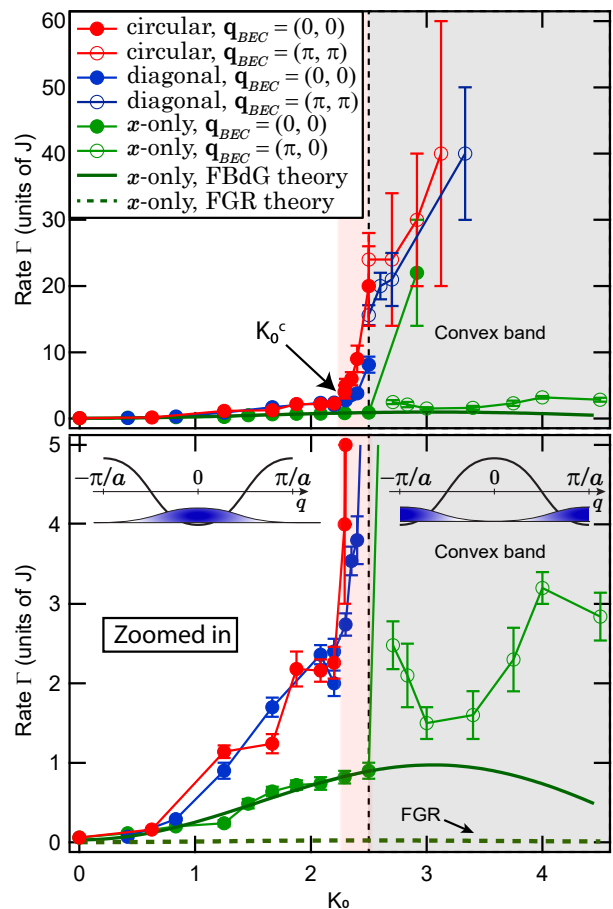 60
50
40
30
20
10
0
Rate Γ (units of J)
circular, q_BEC = (0, 0)
circular, q_BEC = (π, π)
diagonal, q_BEC = (0, 0)
diagonal, q_BEC = (π, π)
x-only, q_BEC = (0, 0)
x-only, q_BEC = (π, 0)
x-only, FBdG theory
x-only, FGR theory
K₀ᶜ
Convex band
5
4
3
2
1
0
Rate Γ (units of J)
−π/a 0 π/a
q
−π/a 0 π/a
q
Convex band
Zoomed in
FGR
0 1 2 3 4
K₀